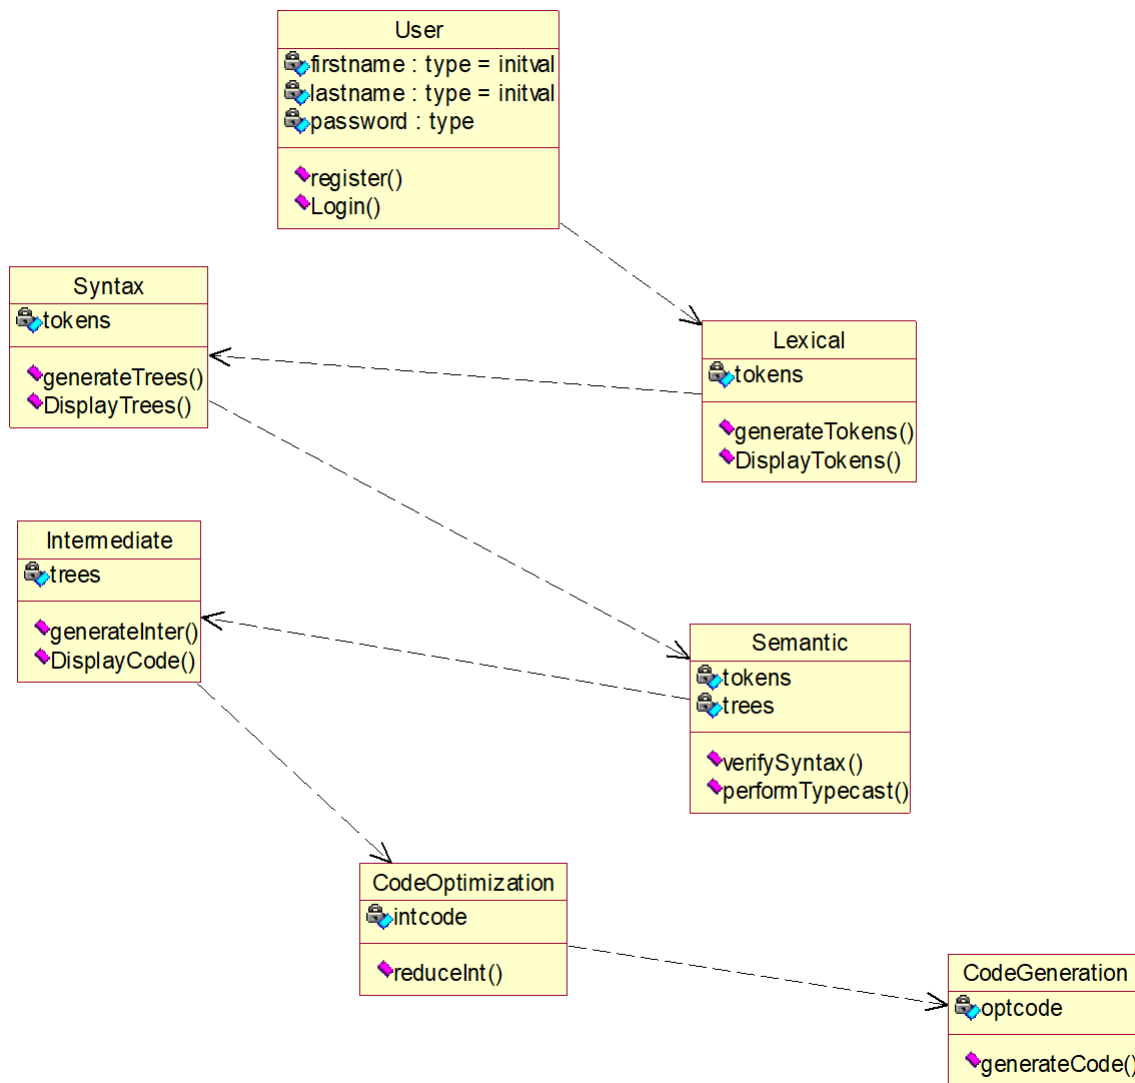 User
firstname : type = initval
lastname : type = initval
password : type
register()
Login()
Syntax
tokens
generateTrees()
DisplayTrees()
Lexical
tokens
generateTokens()
DisplayTokens()
Intermediate
trees
generateInter()
DisplayCode()
Semantic
tokens
trees
verifySyntax()
performTypecast()
CodeOptimization
intcode
reduceInt()
CodeGeneration
optcode
generateCode()